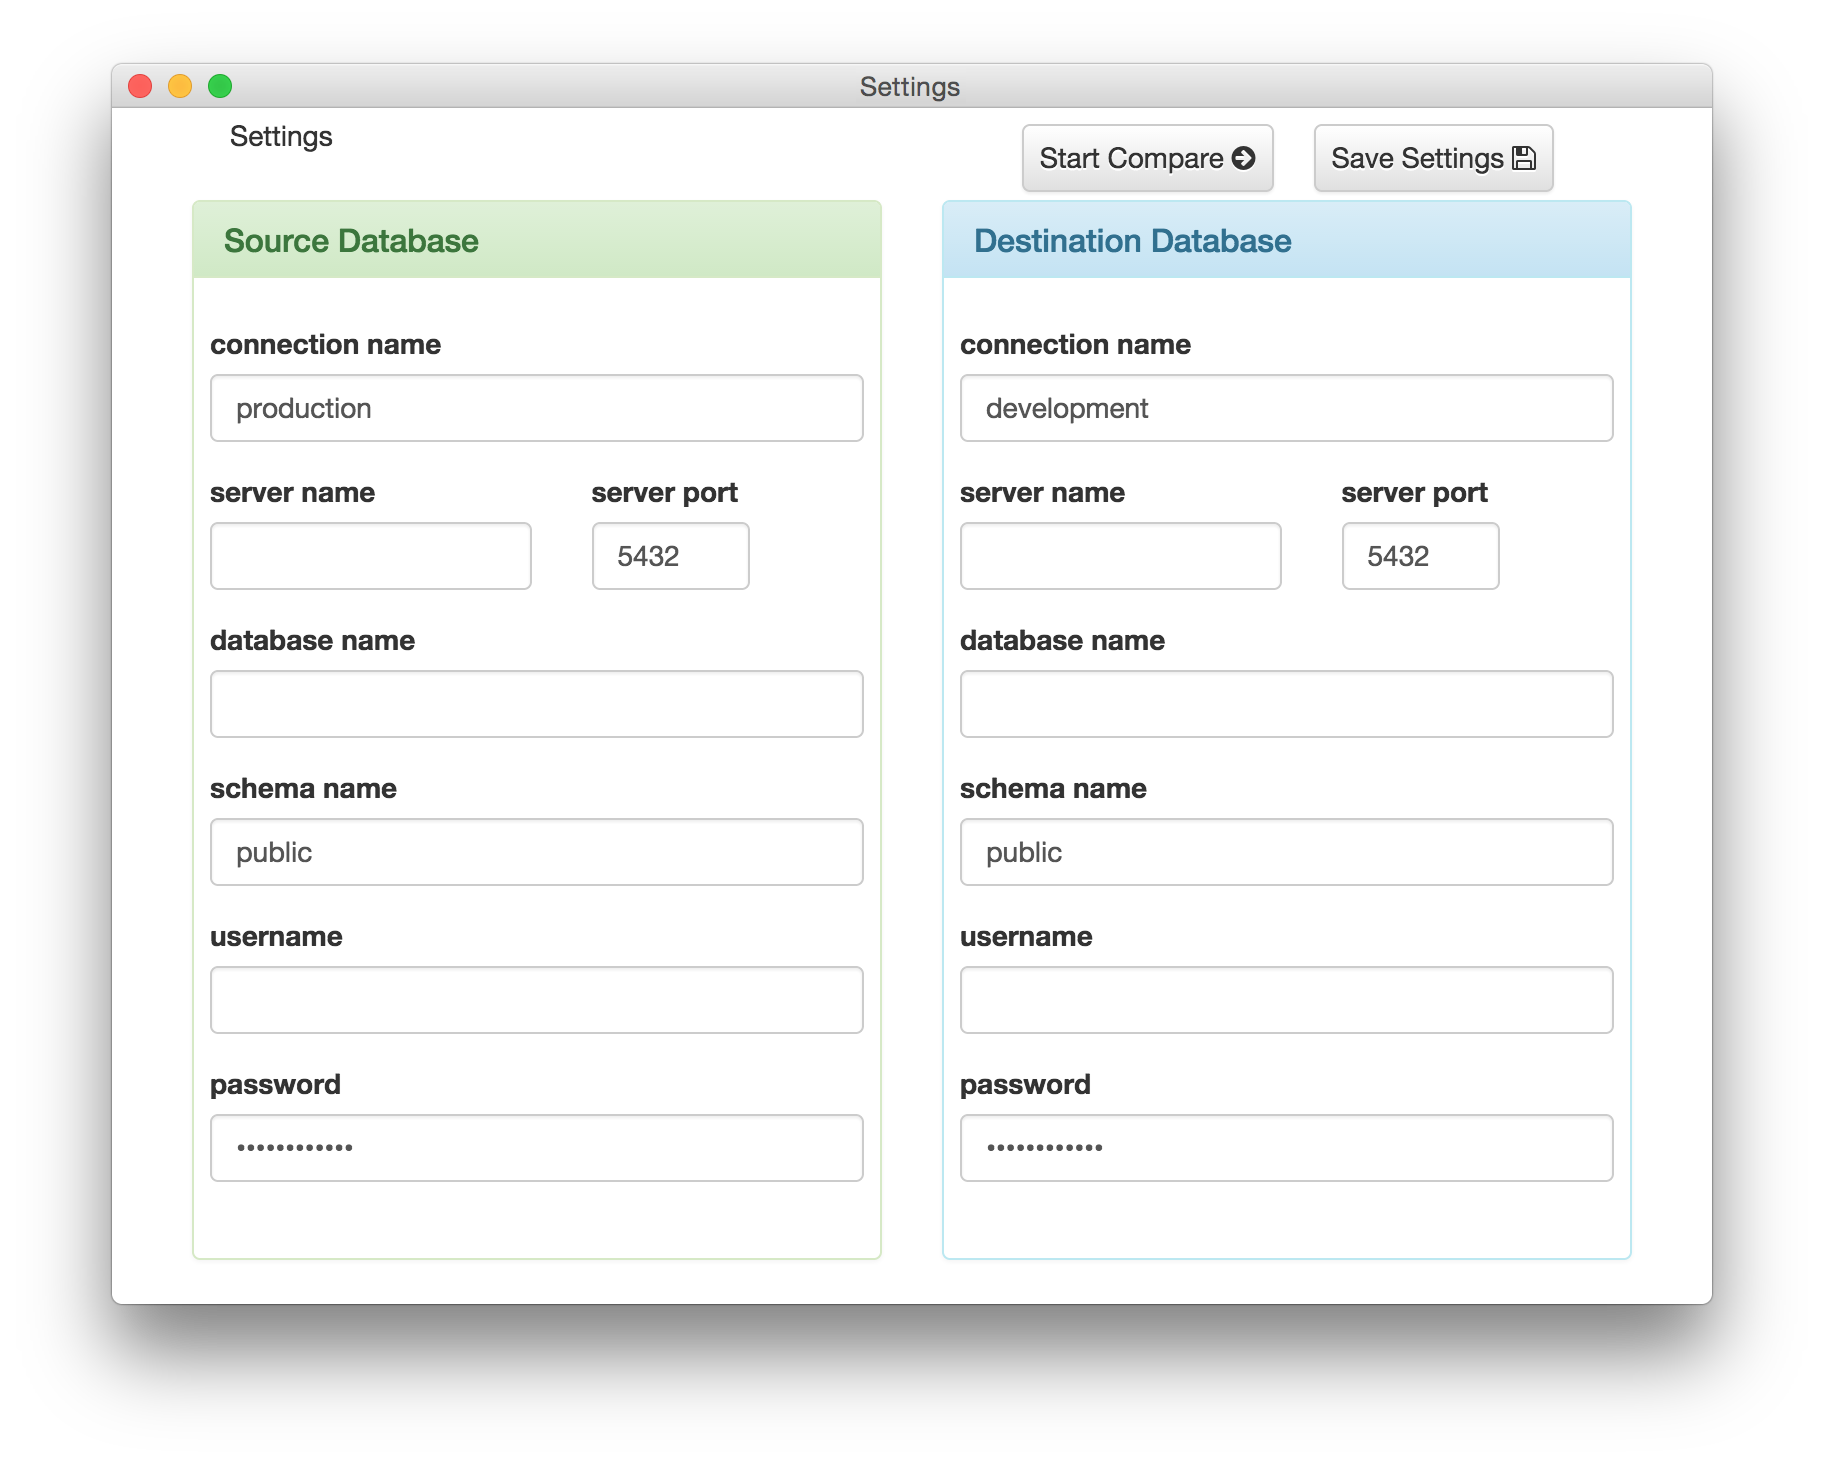 Settings
Settings
Start Compare
Save Settings
Source Database
connection name
production
server name server port
5432
database name
schema name
public
username
password
••••••••••••
Destination Database
connection name
development
server name server port
5432
database name
schema name
public
username
password
••••••••••••